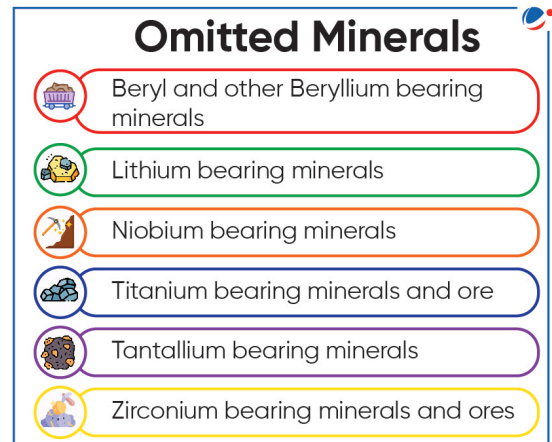 Omitted Minerals
Beryl and other Beryllium bearing
minerals
Lithium bearing minerals
Niobium bearing minerals
Titanium bearing minerals and ore
Tantallium bearing minerals
Zirconium bearing minerals and ores